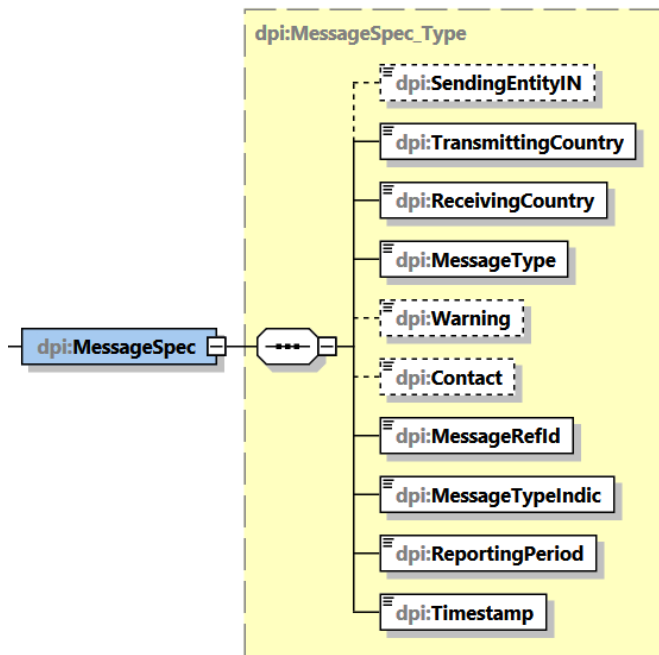 dpi:MessageSpec_Type
dpi:SendingEntityIN
dpi:TransmittingCountry
dpi:ReceivingCountry
dpi:MessageType
dpi:MessageSpec
dpi:Warning
dpi:Contact
dpi:MessageRefId
dpi:MessageTypeIndic
dpi:ReportingPeriod
dpi:Timestamp